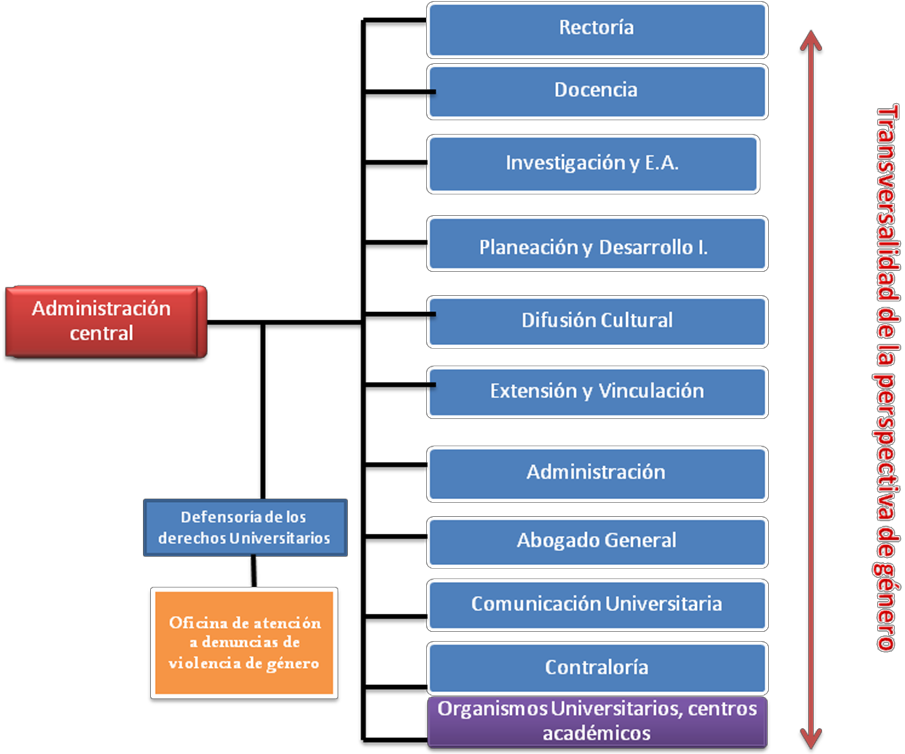 Rectoría
Docencia
Investigación y E.A.
Planeación y Desarrollo I.
Administración
central
Difusión Cultural
Extensión y Vinculación
Administración
Defensoria de los
derechos Universitarios
Abogado General
Oficina de atención
a denuncias de
violencia de género
Comunicación Universitaria
Contraloría
Organismos Universitarios, centros
académicos
Transversalidad de la perspectiva de género